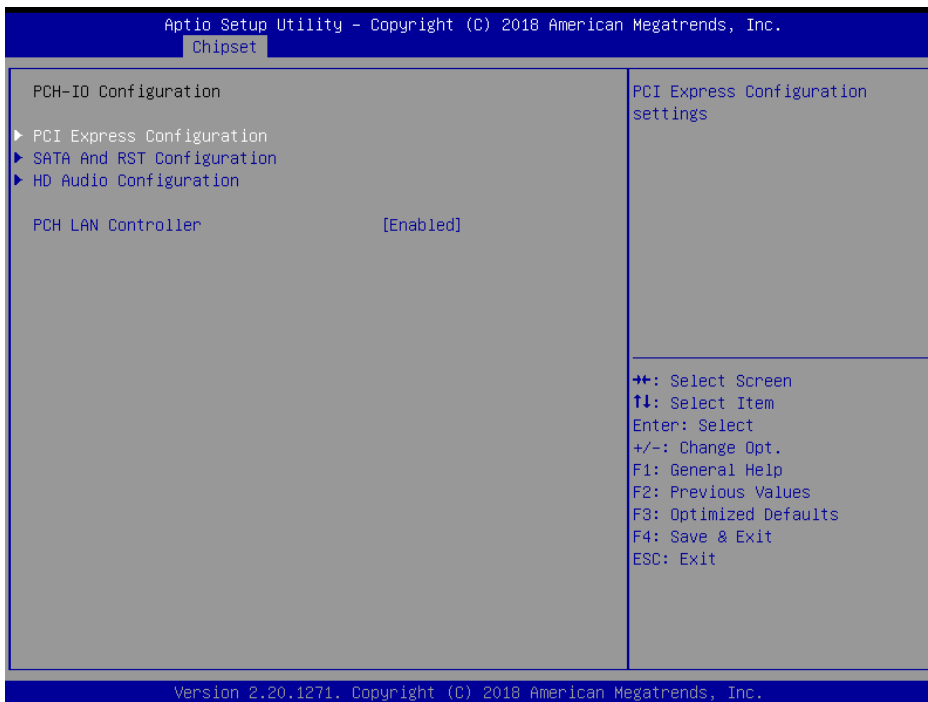 Aptio Setup Utility – Copyright (C) 2018 American Megatrends, Inc.
Chipset
PCH-IO Configuration
PCI Express Configuration
SATA And RST Configuration
HD Audio Configuration
PCH LAN Controller [Enabled]
PCI Express Configuration
settings
→←: Select Screen
↑↓: Select Item
Enter: Select
+/-: Change Opt.
F1: General Help
F2: Previous Values
F3: Optimized Defaults
F4: Save & Exit
ESC: Exit
Version 2.20.1271. Copyright (C) 2018 American Megatrends, Inc.